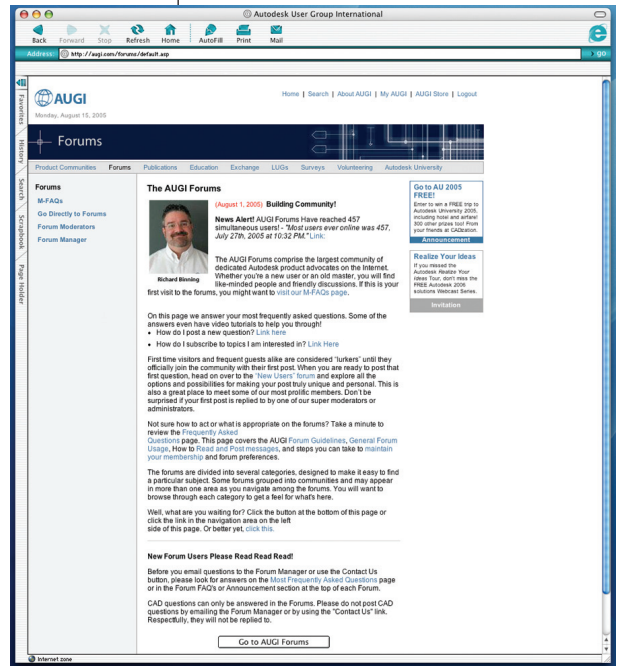 Autodesk User Group International
Back Forward Stop Refresh Home AutoFill Print Mail
Address: http://augi.com/forums/default.asp go
Favorites
History
Search
Scrapbook
Page Holder
AUGI
Monday, August 15, 2005
Home | Search | About AUGI | My AUGI | AUGI Store | Logout
Forums
Product Communities Forums Publications Education Exchange LUGs Surveys Volunteering Autodesk University
Forums
M-FAQs
Go Directly to Forums
Forum Moderators
Forum Manager
The AUGI Forums
(August 1, 2005) Building Community!
News Alert! AUGI Forums Have reached 457
simultaneous users! - "Most users ever online was 457,
July 27th, 2005 at 10:32 PM." Link:
The AUGI Forums comprise the largest community of
dedicated Autodesk product advocates on the Internet.
Whether you're a new user or an old master, you will find
like-minded people and friendly discussions. If this is your
Richard Binning
first visit to the forums, you might want to visit our M-FAQs page.
On this page we answer your most frequently asked questions. Some of the
answers even have video tutorials to help you through!
• How do I post a new question? Link here
• How do I subscribe to topics I am interested in? Link Here
First time visitors and frequent guests alike are considered "lurkers" until they
officially join the community with their first post. When you are ready to post that
first question, head on over to the "New Users" forum and explore all the
options and possibilities for making your post truly unique and personal. This is
also a great place to meet some of our most prolific members. Don't be
surprised if your first post is replied to by one of our super moderators or
administrators.
Not sure how to act or what is appropriate on the forums? Take a minute to
review the Frequently Asked
Questions page. This page covers the AUGI Forum Guidelines, General Forum
Usage, How to Read and Post messages, and steps you can take to maintain
your membership and forum preferences.
The forums are divided into several categories, designed to make it easy to find
a particular subject. Some forums grouped into communities and may appear
in more than one area as you navigate among the forums. You will want to
browse through each category to get a feel for what's here.
Well, what are you waiting for? Click the button at the bottom of this page or
click the link in the navigation area on the left
side of this page. Or better yet, click this.
New Forum Users Please Read Read Read!
Before you email questions to the Forum Manager or use the Contact Us
button, please look for answers on the Most Frequently Asked Questions page
or in the Forum FAQ's or Announcement section at the top of each Forum.
CAD questions can only be answered in the Forums. Please do not post CAD
questions by emailing the Forum Manager or by using the "Contact Us" link.
Respectfully, they will not be replied to.
Go to AUGI Forums
Go to AU 2005
FREE!
Enter to win a FREE trip to
Autodesk University 2005,
including hotel and airfare!
300 other prizes too! From
your friends at CADzation.
Announcement
Realize Your Ideas
If you missed the
Autodesk Realize Your
Ideas Tour, don't miss the
FREE Autodesk 2006
solutions Webcast Series.
Invitation
Internet zone